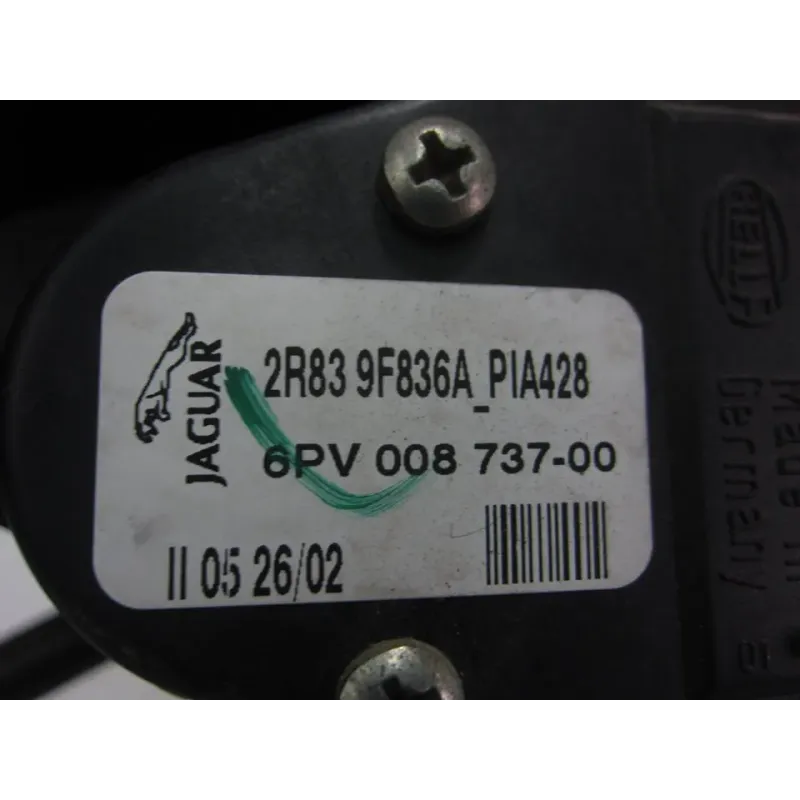 JAGUAR
2R83 9F836A_PIA428
6PV 008 737-00
II 05 26/02
HELLA
Made in
Germany